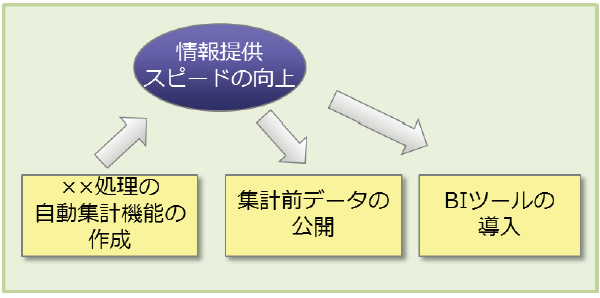 情報提供
スピードの向上
××処理の
自動集計機能の
作成
集計前データの
公開
BIツールの
導入